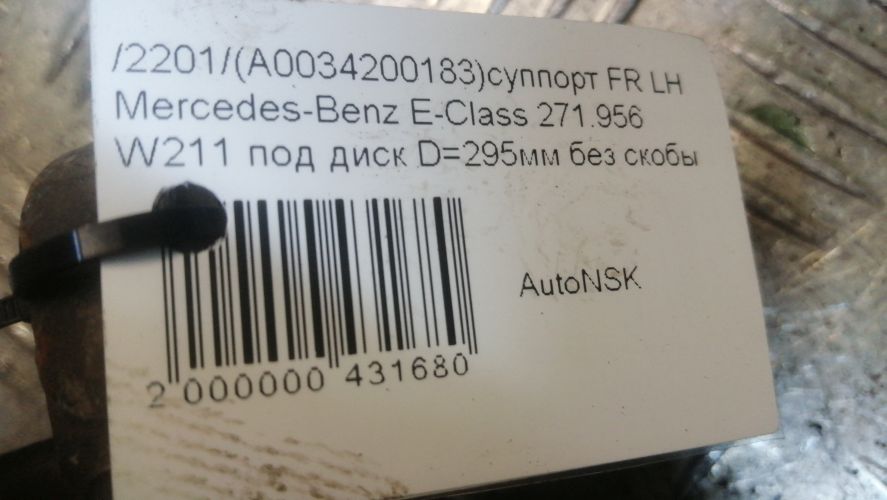 /2201/(A0034200183)суппорт FR LH
Mercedes-Benz E-Class 271.956
W211 под диск D=295мм без скобы
AutoNSK
2 000000 431680